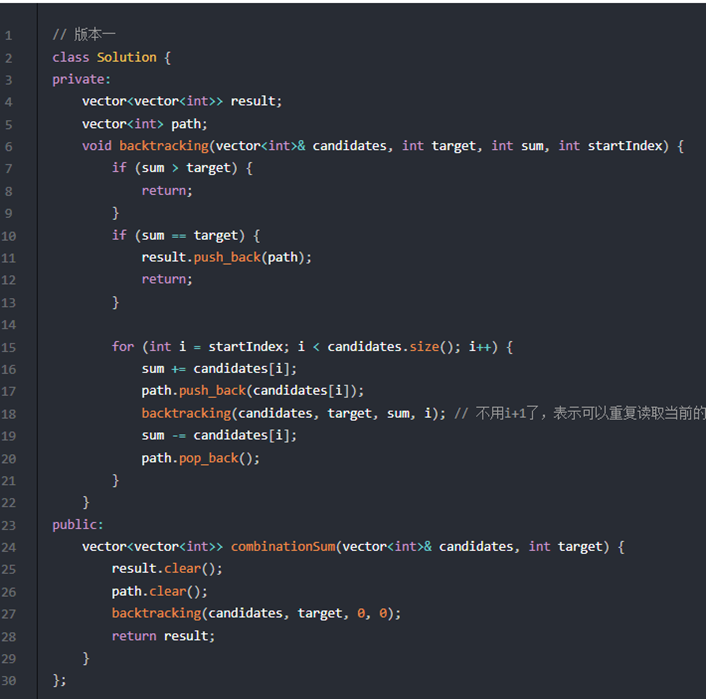 1 // 版本一
2 class Solution {
3 private:
4     vector<vector<int>> result;
5     vector<int> path;
6     void backtracking(vector<int>& candidates, int target, int sum, int startIndex) {
7         if (sum > target) {
8             return;
9         }
10         if (sum == target) {
11             result.push_back(path);
12             return;
13         }
14
15         for (int i = startIndex; i < candidates.size(); i++) {
16             sum += candidates[i];
17             path.push_back(candidates[i]);
18             backtracking(candidates, target, sum, i); // 不用i+1了，表示可以重复读取当前的
19             sum -= candidates[i];
20             path.pop_back();
21         }
22     }
23 public:
24     vector<vector<int>> combinationSum(vector<int>& candidates, int target) {
25         result.clear();
26         path.clear();
27         backtracking(candidates, target, 0, 0);
28         return result;
29     }
30 };